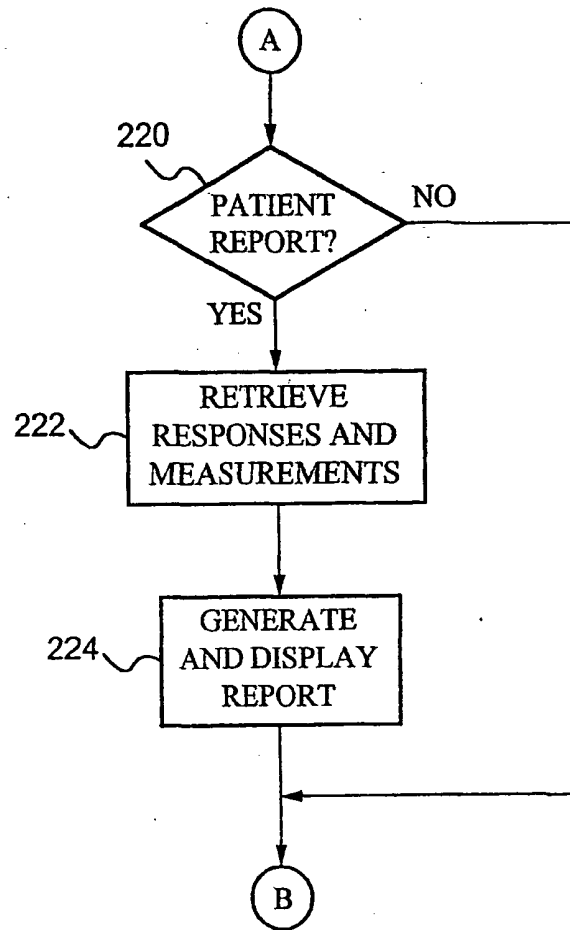 A
220
PATIENT
REPORT?
NO
YES
222
RETRIEVE
RESPONSES AND
MEASUREMENTS
224
GENERATE
AND DISPLAY
REPORT
B